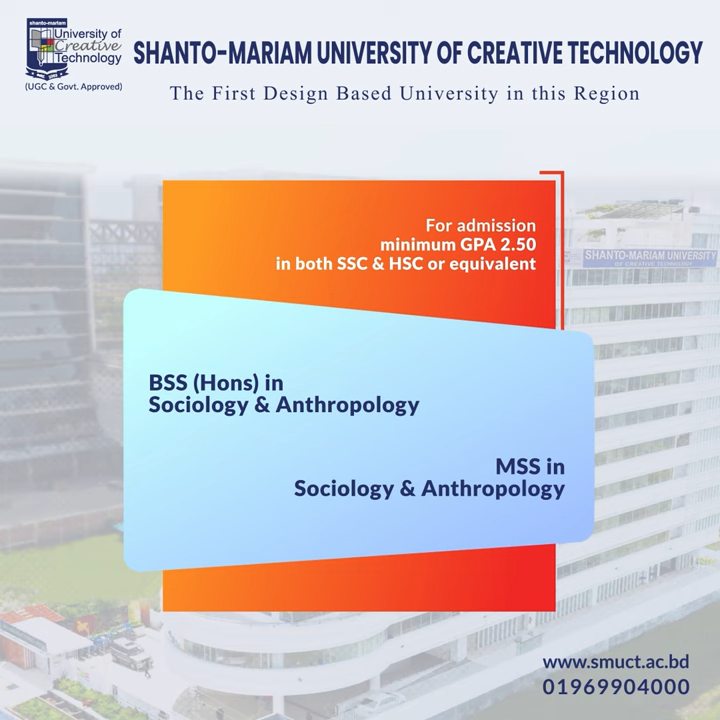 shanto-mariam
University of
Creative
Technology
(UGC & Govt. Approved)
SHANTO-MARIAM UNIVERSITY OF CREATIVE TECHNOLOGY
The First Design Based University in this Region
For admission
minimum GPA 2.50
in both SSC & HSC or equivalent
SHANTO-MARIAM UNIVERSITY
OF CREATIVE TECHNOLOGY
BSS (Hons) in
Sociology & Anthropology
MSS in
Sociology & Anthropology
www.smuct.ac.bd
01969904000